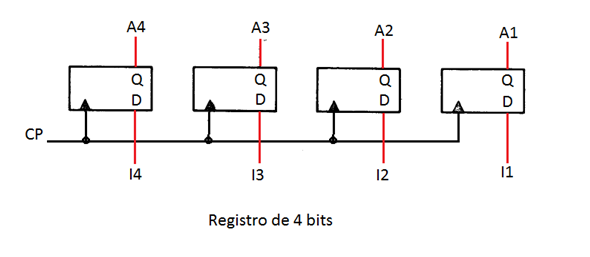 A4 A3 A2 A1
Q Q Q Q
D D D D
CP
I4 I3 I2 I1
Registro de 4 bits